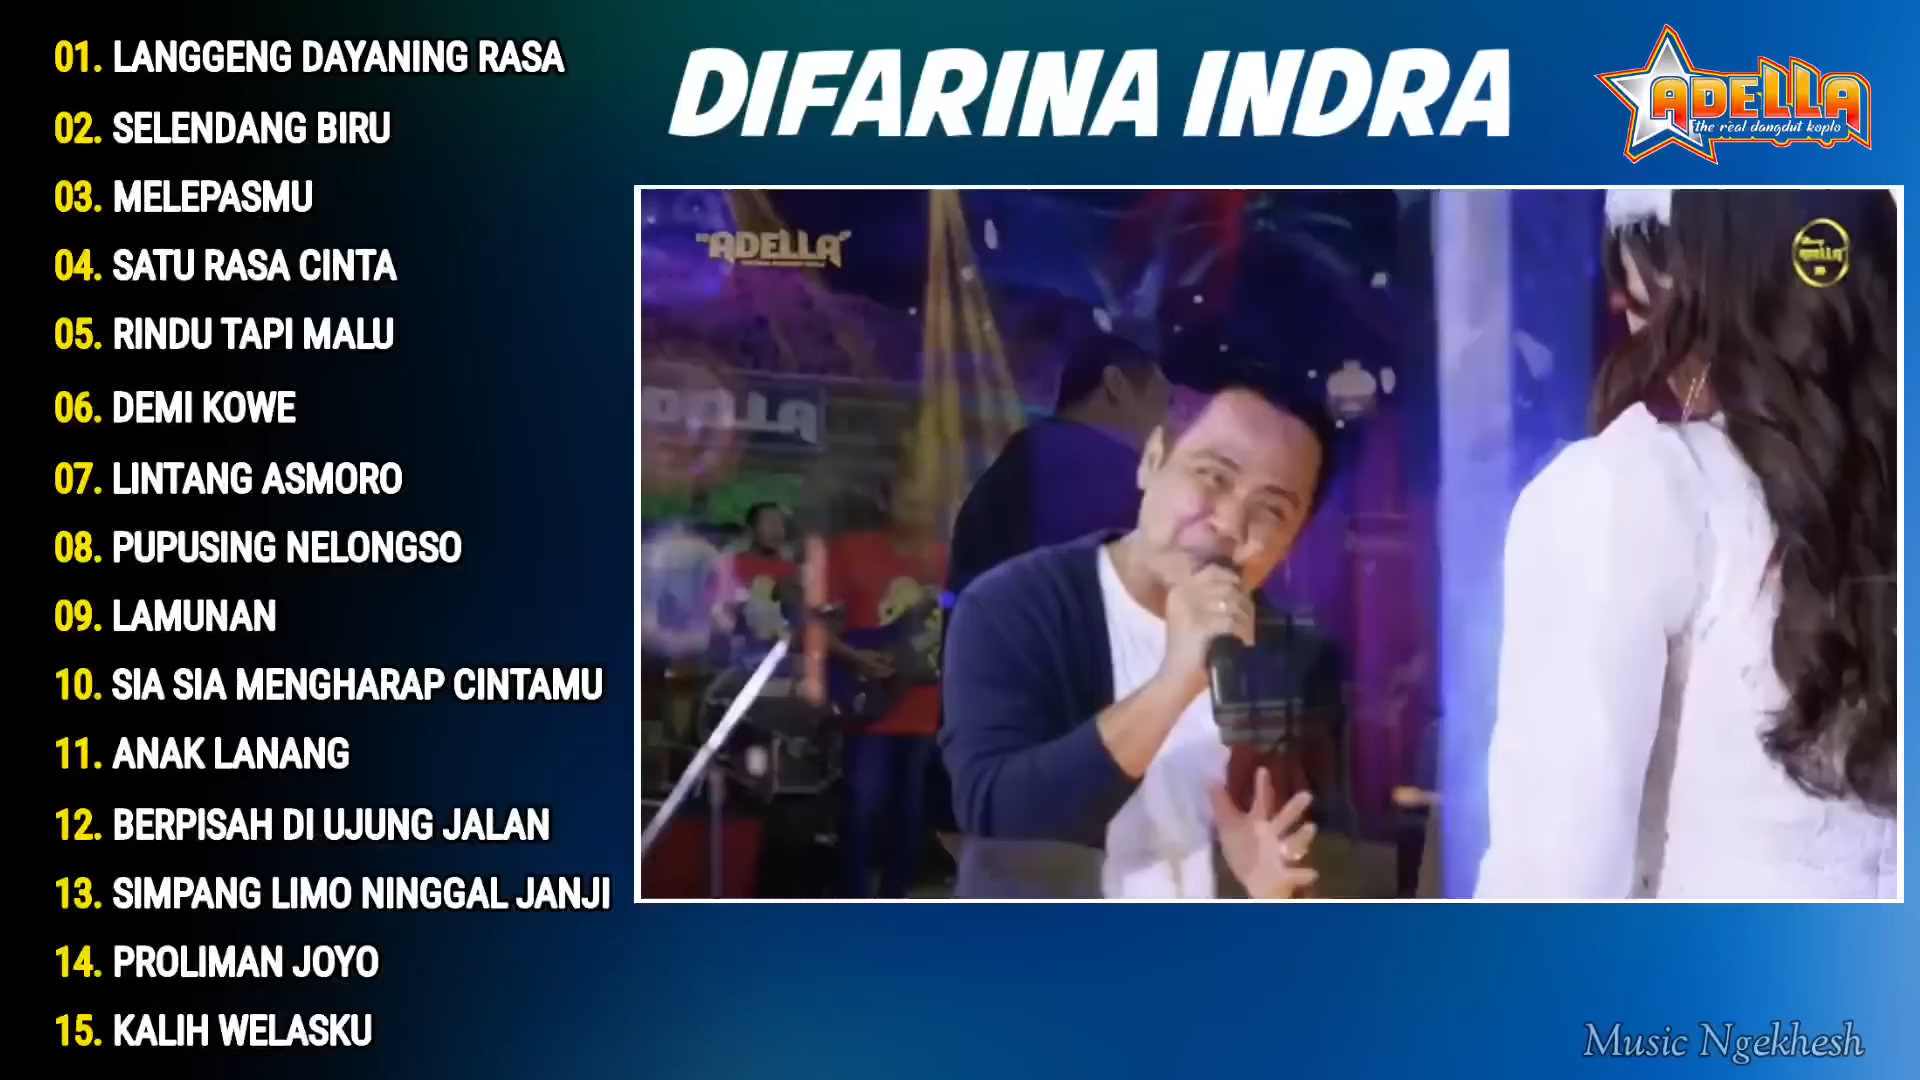 01. LANGGENG DAYANING RASA
02. SELENDANG BIRU
03. MELEPASMU
04. SATU RASA CINTA
05. RINDU TAPI MALU
06. DEMI KOWE
07. LINTANG ASMORO
08. PUPUSING NELONGSO
09. LAMUNAN
10. SIA SIA MENGHARAP CINTAMU
11. ANAK LANANG
12. BERPISAH DI UJUNG JALAN
13. SIMPANG LIMO NINGGAL JANJI
14. PROLIMAN JOYO
15. KALIH WELASKU
DIFARINA INDRA
ADELLA
the real dangdut koplo
ADELLA
ADELLA
Music Ngekhesh